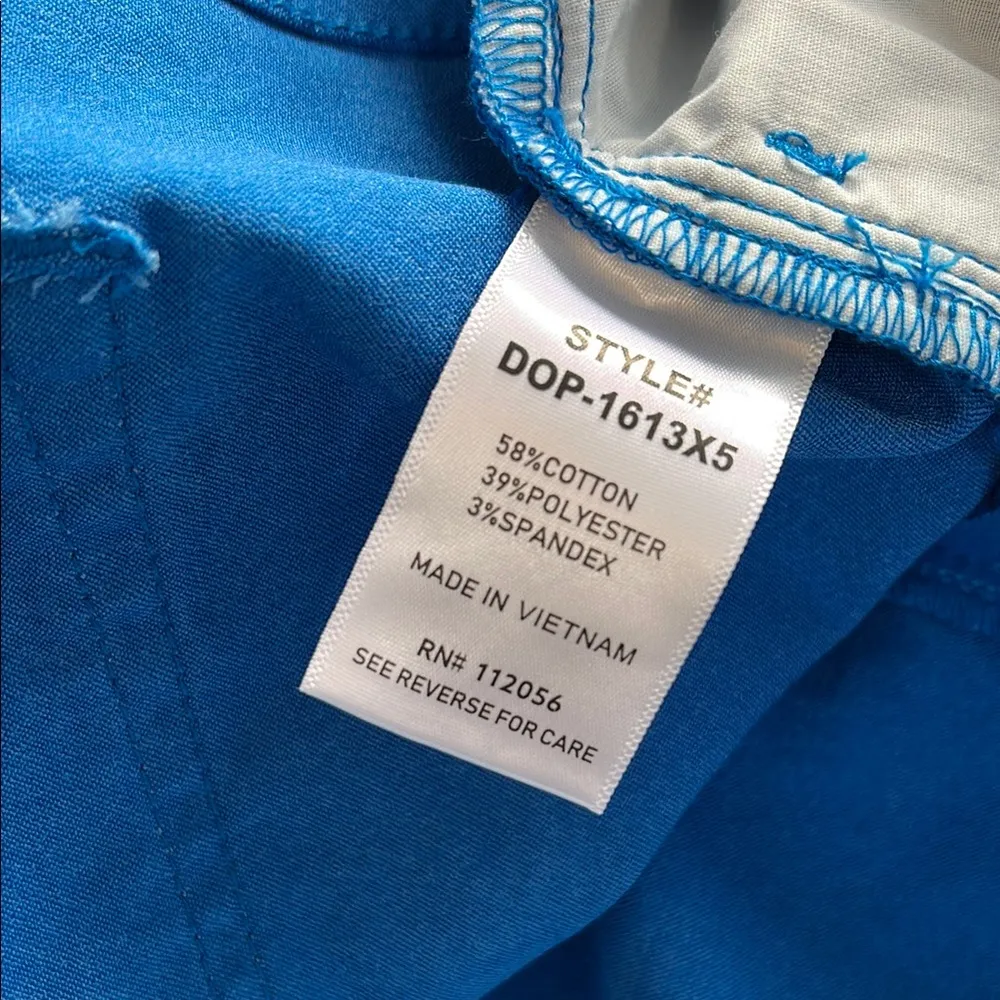 STYLE#
DOP-1613X5
58%COTTON
39%POLYESTER
3%SPANDEX
MADE IN VIETNAM
RN# 112056
SEE REVERSE FOR CARE